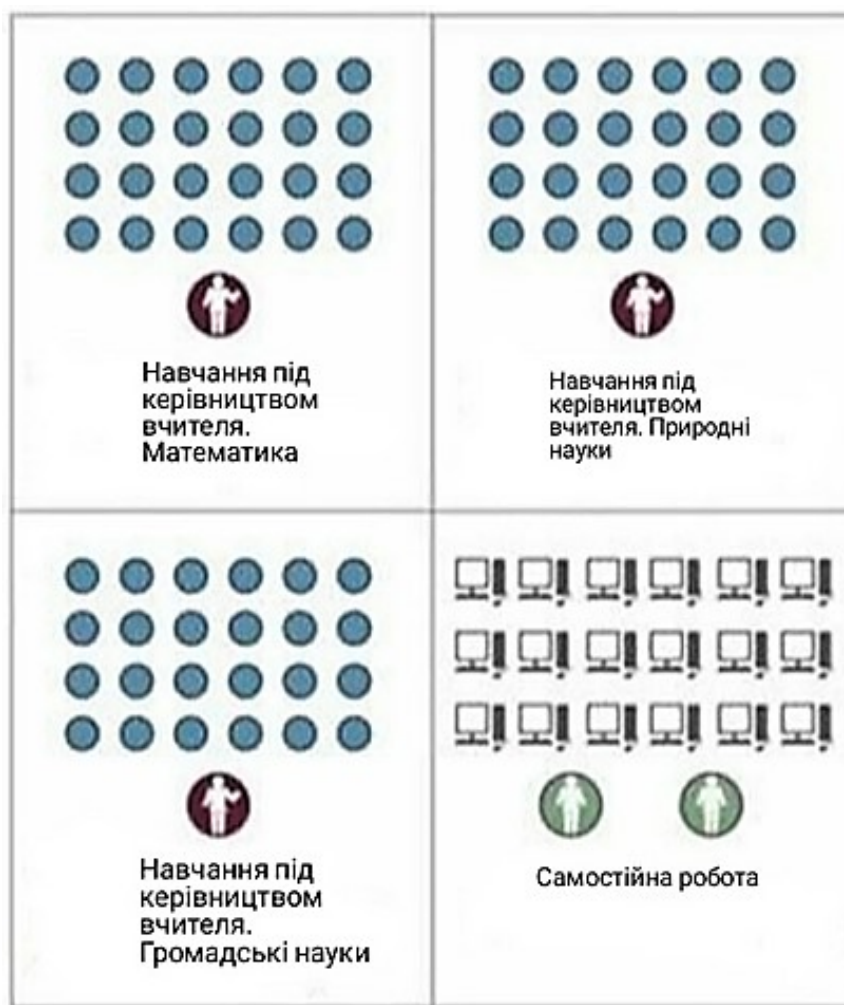 Навчання під
керівництвом
вчителя.
Математика
Навчання під
керівництвом
вчителя. Природні
науки
Навчання під
керівництвом
вчителя.
Громадські науки
Самостійна робота